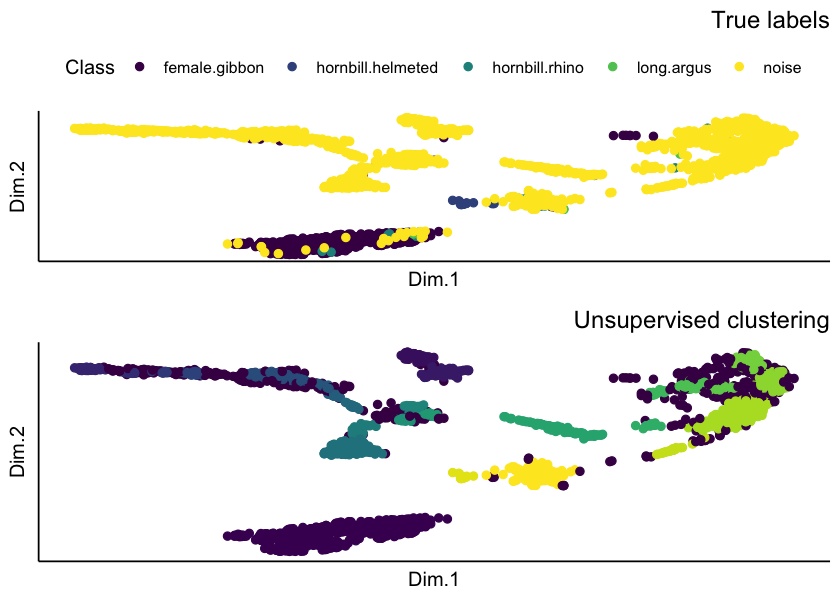 True labels
Class female.gibbon hornbill.helmeted hornbill.rhino long.argus noise
Dim.2
Dim.1
Unsupervised clustering
Dim.2
Dim.1